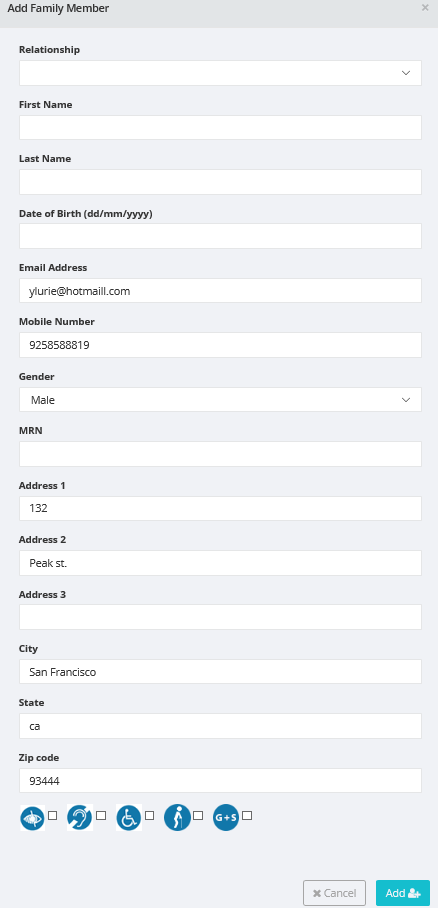 Add Family Member ×
Relationship
First Name
Last Name
Date of Birth (dd/mm/yyyy)
Email Address
ylurie@hotmaill.com
Mobile Number
9258588819
Gender
Male
MRN
Address 1
132
Address 2
Peak st.
Address 3
City
San Francisco
State
ca
Zip code
93444
G+S
✖ Cancel Add